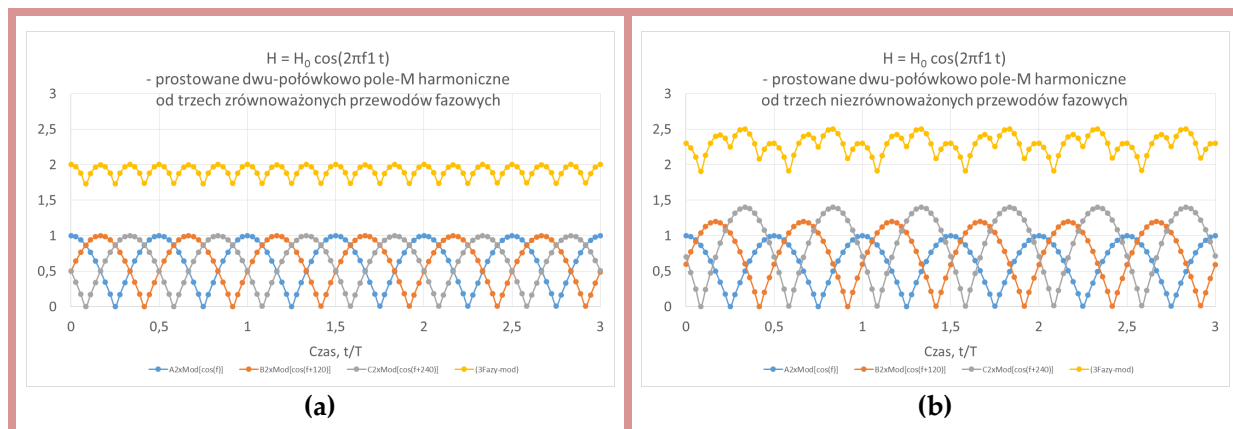 H = H₀ cos(2πf1 t)
- prostowane dwu-połówkowo pole-M harmoniczne
od trzech zrównoważonych przewodów fazowych
3
2,5
2
1,5
1
0,5
0
0 0,5 1 1,5 2 2,5 3
Czas, t/T
A2xMod[cos(f)] B2xMod[cos(f+120)] C2xMod[cos(f+240)] (3Fazy-mod)
(a)
H = H₀ cos(2πf1 t)
- prostowane dwu-połówkowo pole-M harmoniczne
od trzech niezrównoważonych przewodów fazowych
3
2,5
2
1,5
1
0,5
0
0 0,5 1 1,5 2 2,5 3
Czas, t/T
A2xMod[cos(f)] B2xMod[cos(f+120)] C2xMod[cos(f+240)] (3Fazy-mod)
(b)